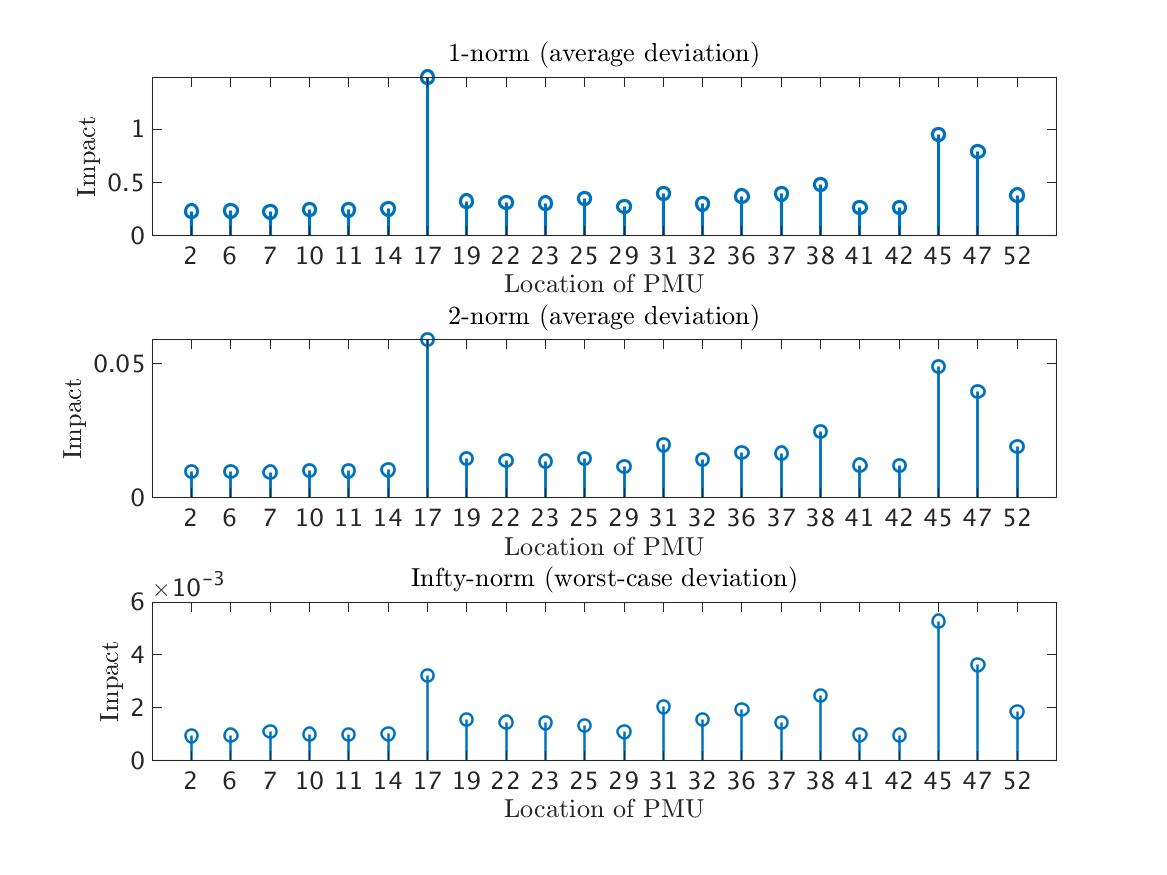 1-norm (average deviation)
Impact
1
0.5
0
2 6 7 10 11 14 17 19 22 23 25 29 31 32 36 37 38 41 42 45 47 52
Location of PMU
2-norm (average deviation)
Impact
0.05
0
2 6 7 10 11 14 17 19 22 23 25 29 31 32 36 37 38 41 42 45 47 52
Location of PMU
Infty-norm (worst-case deviation)
×10⁻³
Impact
6
4
2
0
2 6 7 10 11 14 17 19 22 23 25 29 31 32 36 37 38 41 42 45 47 52
Location of PMU